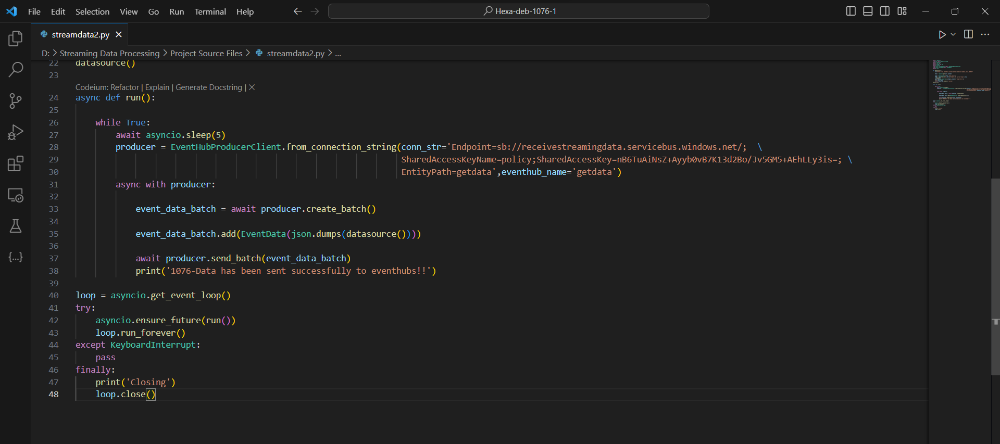 File Edit Selection View Go Run Terminal Help Hexa-deb-1076-1
streamdata2.py
D: > Streaming Data Processing > Project Source Files > streamdata2.py > ...
22 datasource()
23
Codeium: Refactor | Explain | Generate Docstring | ×
24 async def run():
25
26 while True:
27 await asyncio.sleep(5)
28 producer = EventHubProducerClient.from_connection_string(conn_str='Endpoint=sb://receivestreamingdata.servicebus.windows.net/; \
29 SharedAccessKeyName=policy;SharedAccessKey=nB6TuAiNsZ+Ayyb0vB7K13d2Bo/Jv5GM5+AEhLLy3is=; \
30 EntityPath=getdata',eventhub_name='getdata')
31 async with producer:
32
33 event_data_batch = await producer.create_batch()
34
35 event_data_batch.add(EventData(json.dumps(datasource())))
36
37 await producer.send_batch(event_data_batch)
38 print('1076-Data has been sent successfully to eventhubs!!')
39
40 loop = asyncio.get_event_loop()
41 try:
42 asyncio.ensure_future(run())
43 loop.run_forever()
44 except KeyboardInterrupt:
45 pass
46 finally:
47 print('Closing')
48 loop.close()